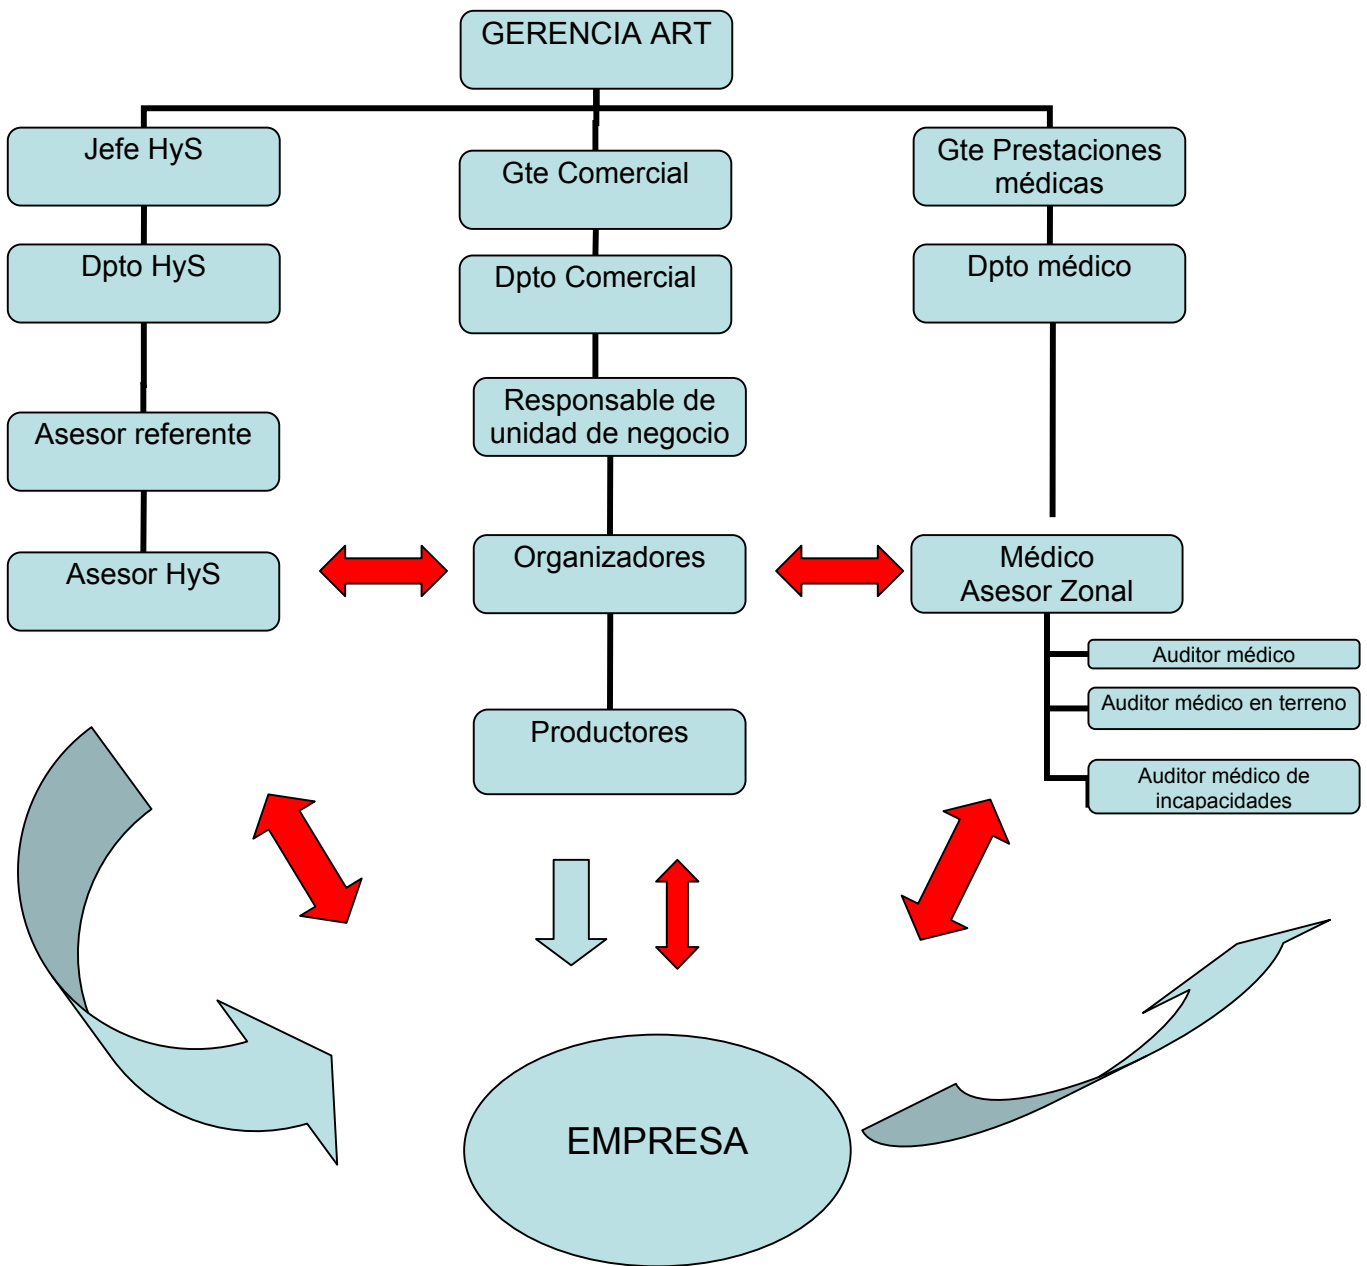 GERENCIA ART
Jefe HyS
Gte Comercial
Gte Prestaciones
médicas
Dpto HyS
Dpto Comercial
Dpto médico
Responsable de
unidad de negocio
Asesor referente
Asesor HyS
Organizadores
Médico
Asesor Zonal
Auditor médico
Auditor médico en terreno
Productores
Auditor médico de
incapacidades
EMPRESA